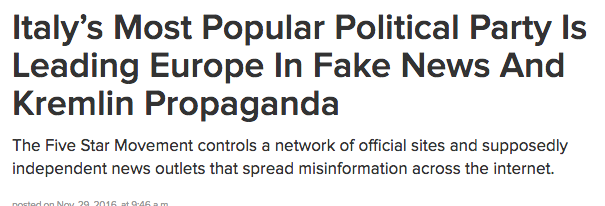 Italy's Most Popular Political Party Is
Leading Europe In Fake News And
Kremlin Propaganda
The Five Star Movement controls a network of official sites and supposedly
independent news outlets that spread misinformation across the internet.
posted on Nov. 29, 2016, at 9:46 a.m.